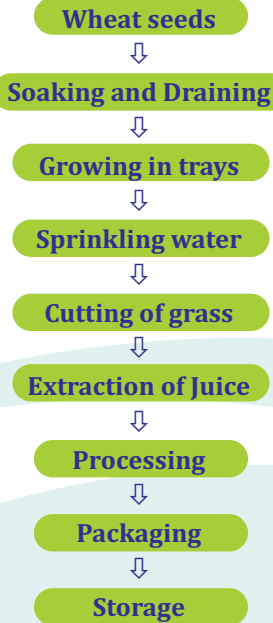 Wheat seeds
Soaking and Draining
Growing in trays
Sprinkling water
Cutting of grass
Extraction of Juice
Processing
Packaging
Storage